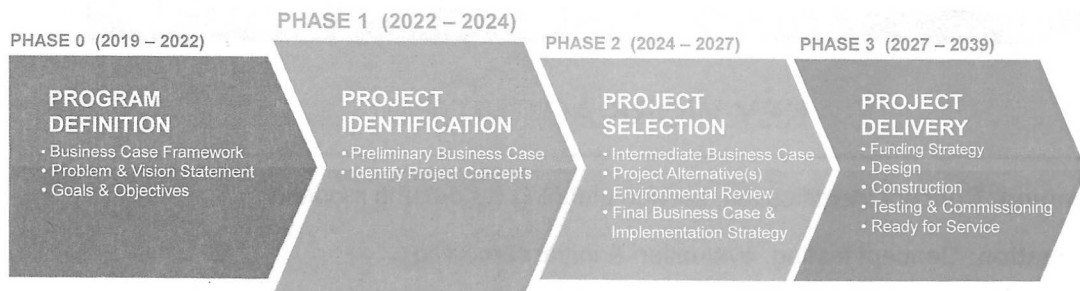 PHASE 0 (2019 – 2022)
PROGRAM
DEFINITION
• Business Case Framework
• Problem & Vision Statement
• Goals & Objectives
PHASE 1 (2022 – 2024)
PROJECT
IDENTIFICATION
• Preliminary Business Case
• Identify Project Concepts
PHASE 2 (2024 – 2027)
PROJECT
SELECTION
• Intermediate Business Case
• Project Alternative(s)
• Environmental Review
• Final Business Case &
Implementation Strategy
PHASE 3 (2027 – 2039)
PROJECT
DELIVERY
• Funding Strategy
• Design
• Construction
• Testing & Commissioning
• Ready for Service